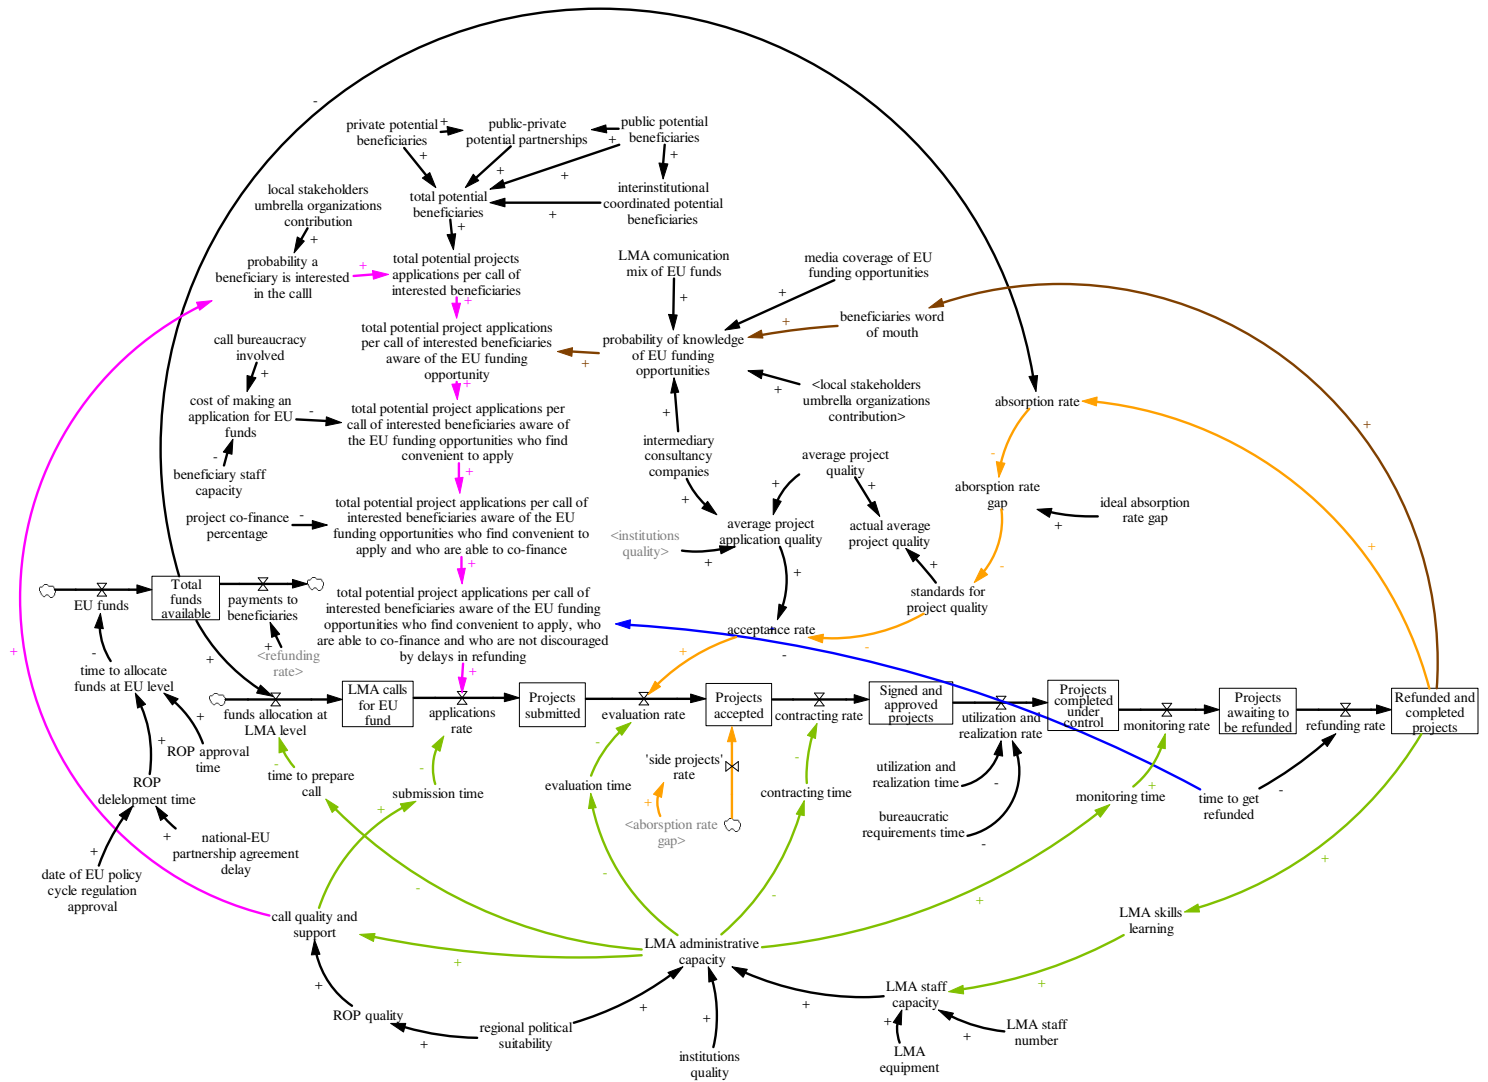 private potential
beneficiaries
public-private
potential partnerships
public potential
beneficiaries
local stakeholders
umbrella organizations
contribution
total potential
beneficiaries
interinstitutional
coordinated potential
beneficiaries
probability a
beneficiary is interested
in the calll
total potential projects
applications per call of
interested beneficiaries
LMA comunication
mix of EU funds
media coverage of EU
funding opportunities
call bureaucracy
involved
total potential project applications
per call of interested beneficiaries
aware of the EU funding
opportunity
probability of knowledge
of EU funding
opportunities
beneficiaries word
of mouth
cost of making an
application for EU
funds
total potential project applications per
call of interested beneficiaries aware of
the EU funding opportunities who find
convenient to apply
<local stakeholders
umbrella organizations
contribution>
absorption rate
beneficiary staff
capacity
intermediary
consultancy
companies
average project
quality
aborsption rate
gap
ideal absorption
rate gap
project co-finance
percentage
total potential project applications per call of
interested beneficiaries aware of the EU
funding opportunities who find convenient to
apply and who are able to co-finance
<institutions
quality>
average project
application quality
actual average
project quality
standards for
project quality
EU funds
Total
funds
available
payments to
beneficiaries
<refunding
rate>
total potential project applications per call of
interested beneficiaries aware of the EU funding
opportunities who find convenient to apply, who
are able to co-finance and who are not discouraged
by delays in refunding
acceptance rate
time to allocate
funds at EU level
funds allocation at
LMA level
LMA calls
for EU
fund
applications
rate
Projects
submitted
evaluation rate
Projects
accepted
contracting rate
Signed and
approved
projects
utilization and
realization rate
Projects
completed
under
control
monitoring rate
Projects
awaiting to
be refunded
refunding rate
Refunded and
completed
projects
ROP approval
time
ROP
delelopment time
time to prepare
call
submission time
evaluation time
'side projects'
rate
<aborsption rate
gap>
contracting time
utilization and
realization time
bureaucratic
requirements time
monitoring time
time to get
refunded
national-EU
partnership agreement
delay
date of EU policy
cycle regulation
approval
call quality and
support
LMA administrative
capacity
LMA skills
learning
LMA staff
capacity
ROP quality
regional political
suitability
institutions
quality
LMA
equipment
LMA staff
number